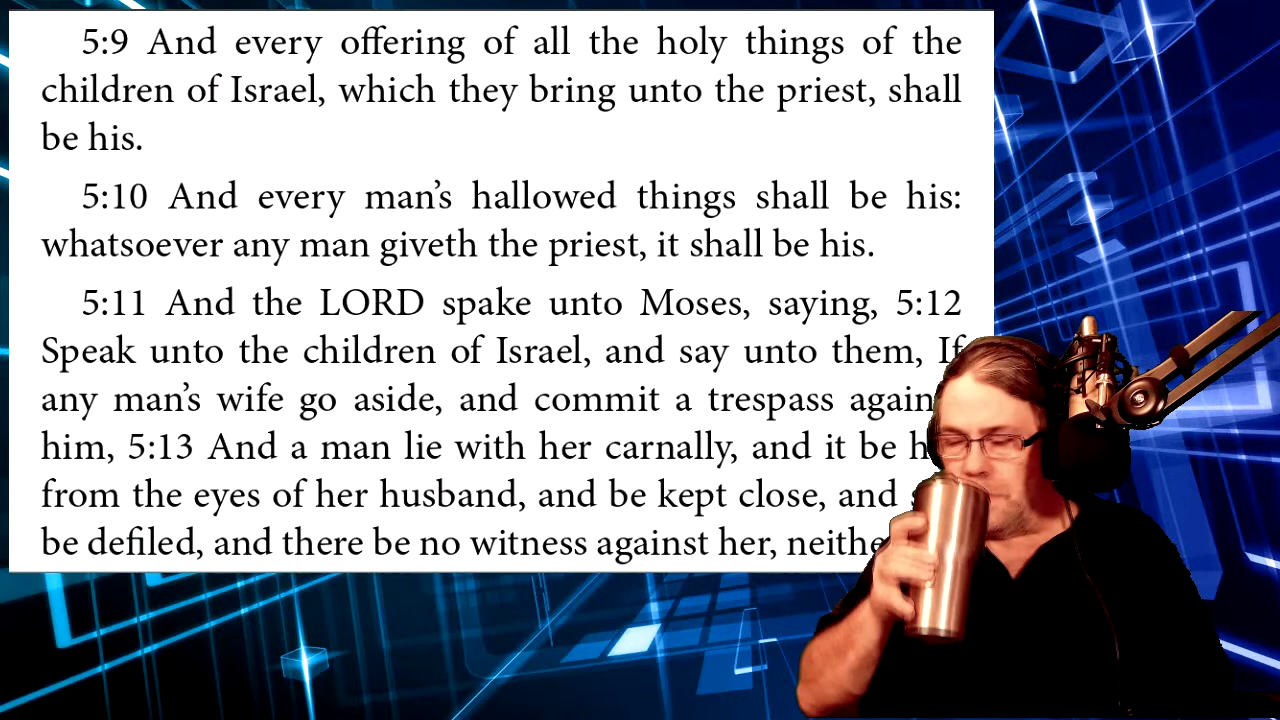 5:9 And every offering of all the holy things of the
children of Israel, which they bring unto the priest, shall
be his.
5:10 And every man’s hallowed things shall be his:
whatsoever any man giveth the priest, it shall be his.
5:11 And the LORD spake unto Moses, saying, 5:12
Speak unto the children of Israel, and say unto them, If
any man’s wife go aside, and commit a trespass
him, 5:13 And a man lie with her carnally, and it be
from the eyes of her husband, and be kept close, and
be defiled, and there be no witness against her,